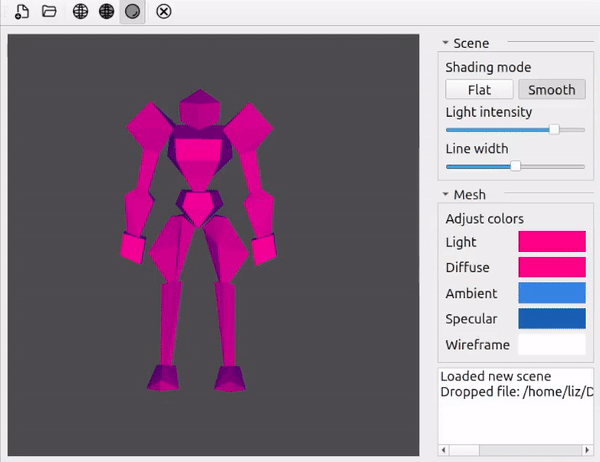 Scene
Shading mode
Flat Smooth
Light intensity
Line width
Mesh
Adjust colors
Light
Diffuse
Ambient
Specular
Wireframe
Loaded new scene
Dropped file: /home/liz/D